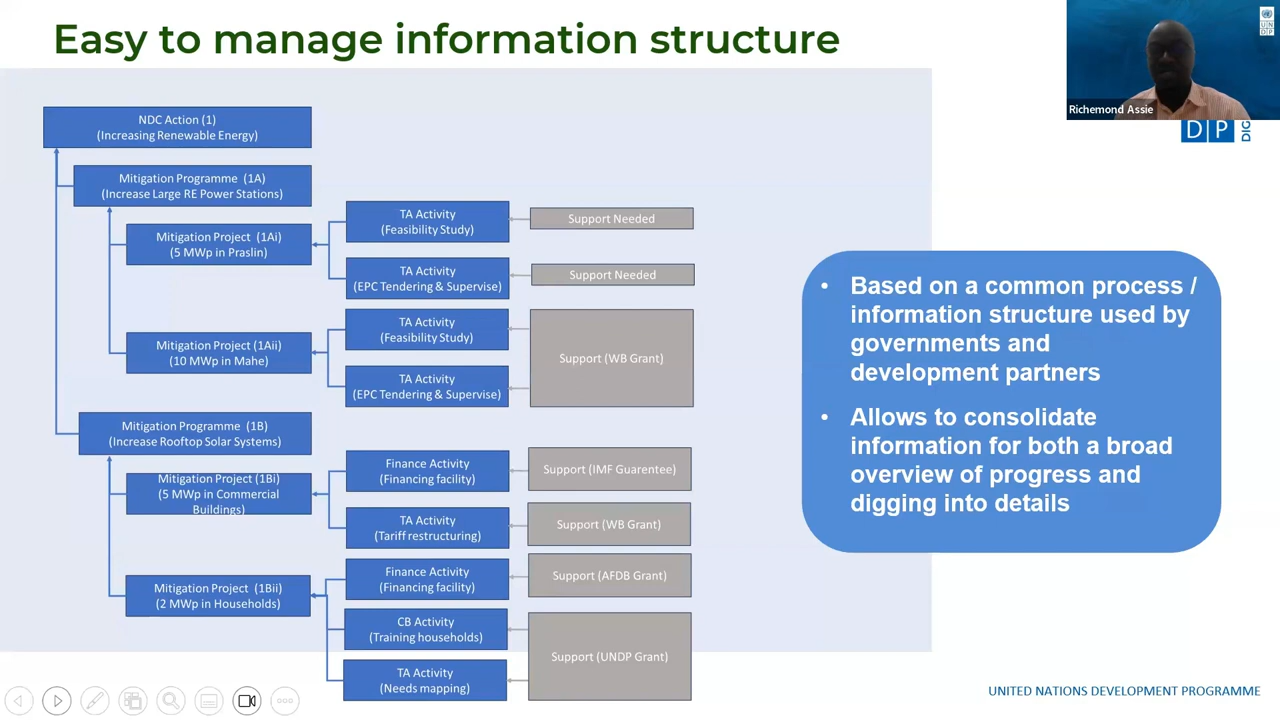 Easy to manage information structure
UN
DP
Richemond Assie
DP
DIG
NDC Action (1)
(Increasing Renewable Energy)
Mitigation Programme (1A)
(Increase Large RE Power Stations)
Mitigation Project (1Ai)
(5 MWp in Praslin)
TA Activity
(Feasibility Study)
Support Needed
TA Activity
(EPC Tendering & Supervise)
Support Needed
Mitigation Project (1Aii)
(10 MWp in Mahe)
TA Activity
(Feasibility Study)
TA Activity
(EPC Tendering & Supervise)
Support (WB Grant)
Mitigation Programme (1B)
(Increase Rooftop Solar Systems)
Mitigation Project (1Bi)
(5 MWp in Commercial
Buildings)
Finance Activity
(Financing facility)
Support (IMF Guarentee)
TA Activity
(Tariff restructuring)
Support (WB Grant)
Mitigation Project (1Bii)
(2 MWp in Households)
Finance Activity
(Financing facility)
Support (AFDB Grant)
CB Activity
(Training households)
TA Activity
(Needs mapping)
Support (UNDP Grant)
• Based on a common process /
information structure used by
governments and
development partners
• Allows to consolidate
information for both a broad
overview of progress and
digging into details
UNITED NATIONS DEVELOPMENT PROGRAMME